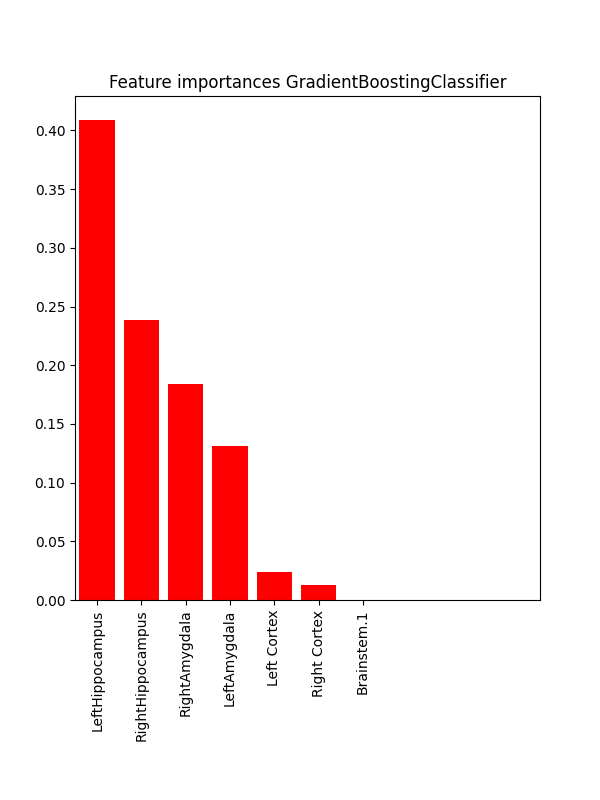 Feature importances GradientBoostingClassifier
0.40
0.35
0.30
0.25
0.20
0.15
0.10
0.05
0.00
LeftHippocampus
RightHippocampus
RightAmygdala
LeftAmygdala
Left Cortex
Right Cortex
Brainstem.1